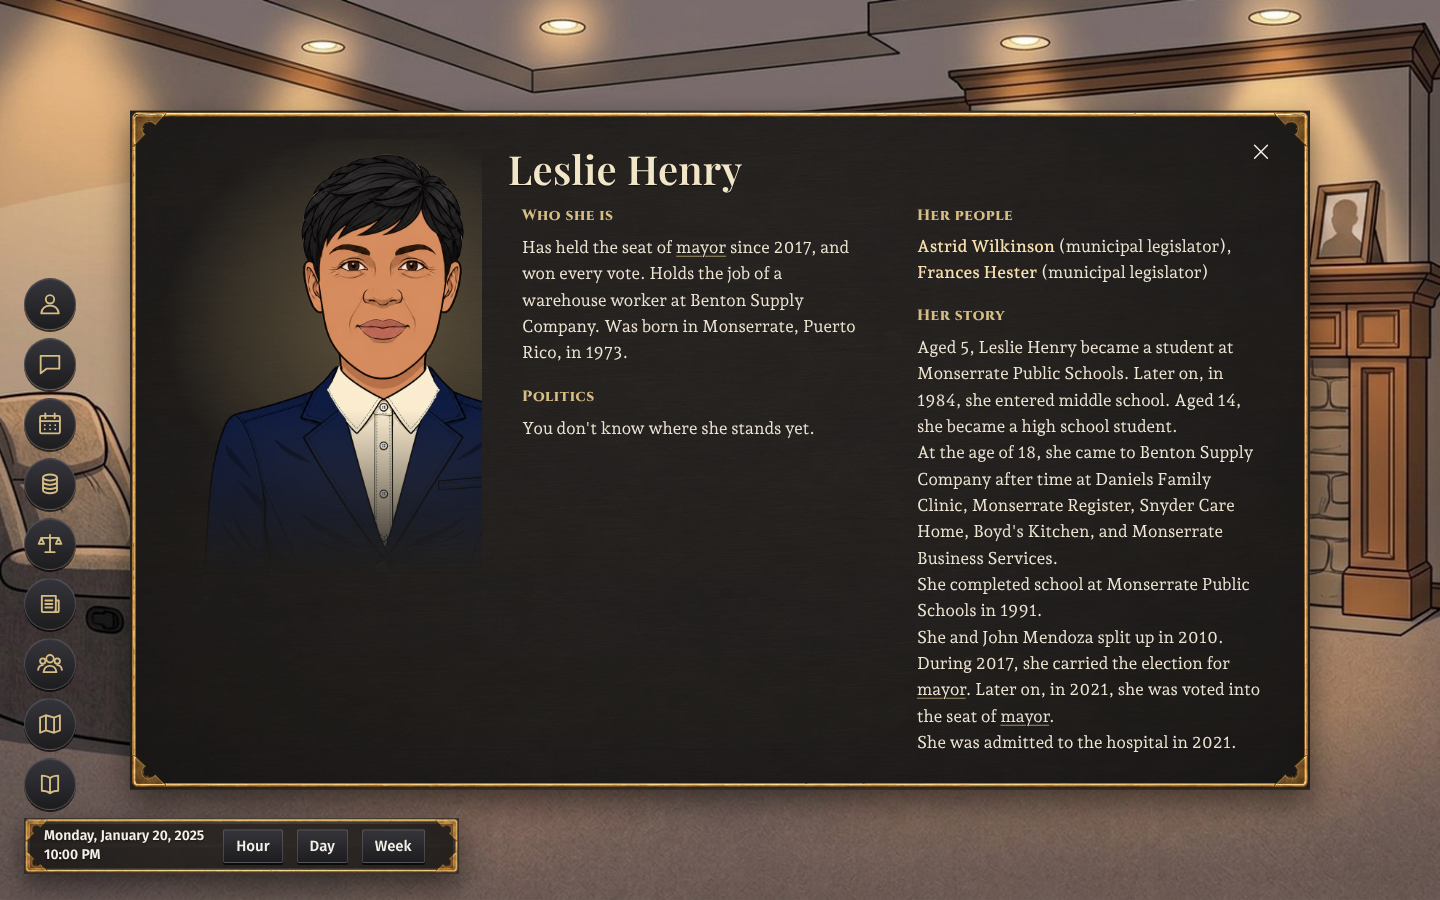 Leslie Henry
Who she is
Has held the seat of mayor since 2017, and
won every vote. Holds the job of a
warehouse worker at Benton Supply
Company. Was born in Monserrate, Puerto
Rico, in 1973.
Politics
You don't know where she stands yet.
Her people
Astrid Wilkinson (municipal legislator),
Frances Hester (municipal legislator)
Her story
Aged 5, Leslie Henry became a student at
Monserrate Public Schools. Later on, in
1984, she entered middle school. Aged 14,
she became a high school student.
At the age of 18, she came to Benton Supply
Company after time at Daniels Family
Clinic, Monserrate Register, Snyder Care
Home, Boyd's Kitchen, and Monserrate
Business Services.
She completed school at Monserrate Public
Schools in 1991.
She and John Mendoza split up in 2010.
During 2017, she carried the election for
mayor. Later on, in 2021, she was voted into
the seat of mayor.
She was admitted to the hospital in 2021.
Monday, January 20, 2025
10:00 PM
Hour
Day
Week